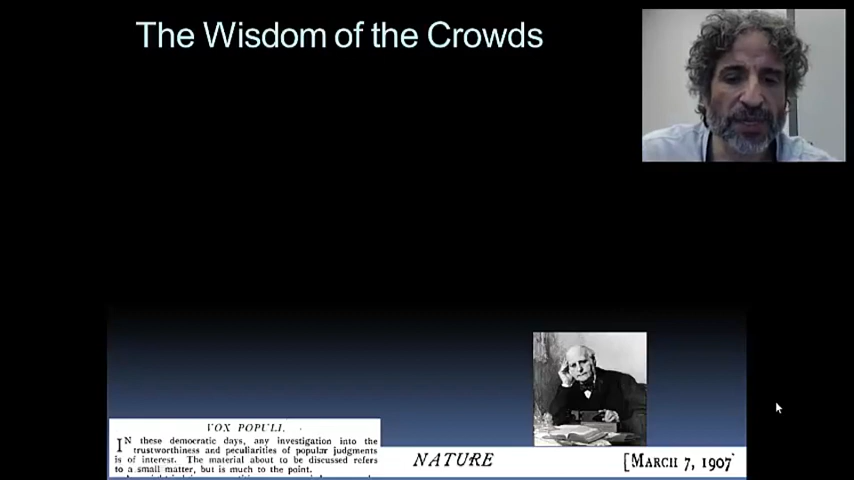 The Wisdom of the Crowds
VOX POPULI.
IN these democratic days, any investigation into the
trustworthiness and peculiarities of popular judgments
is of interest. The material about to be discussed refers
to a small matter, but is much to the point.
NATURE
[MARCH 7, 1907